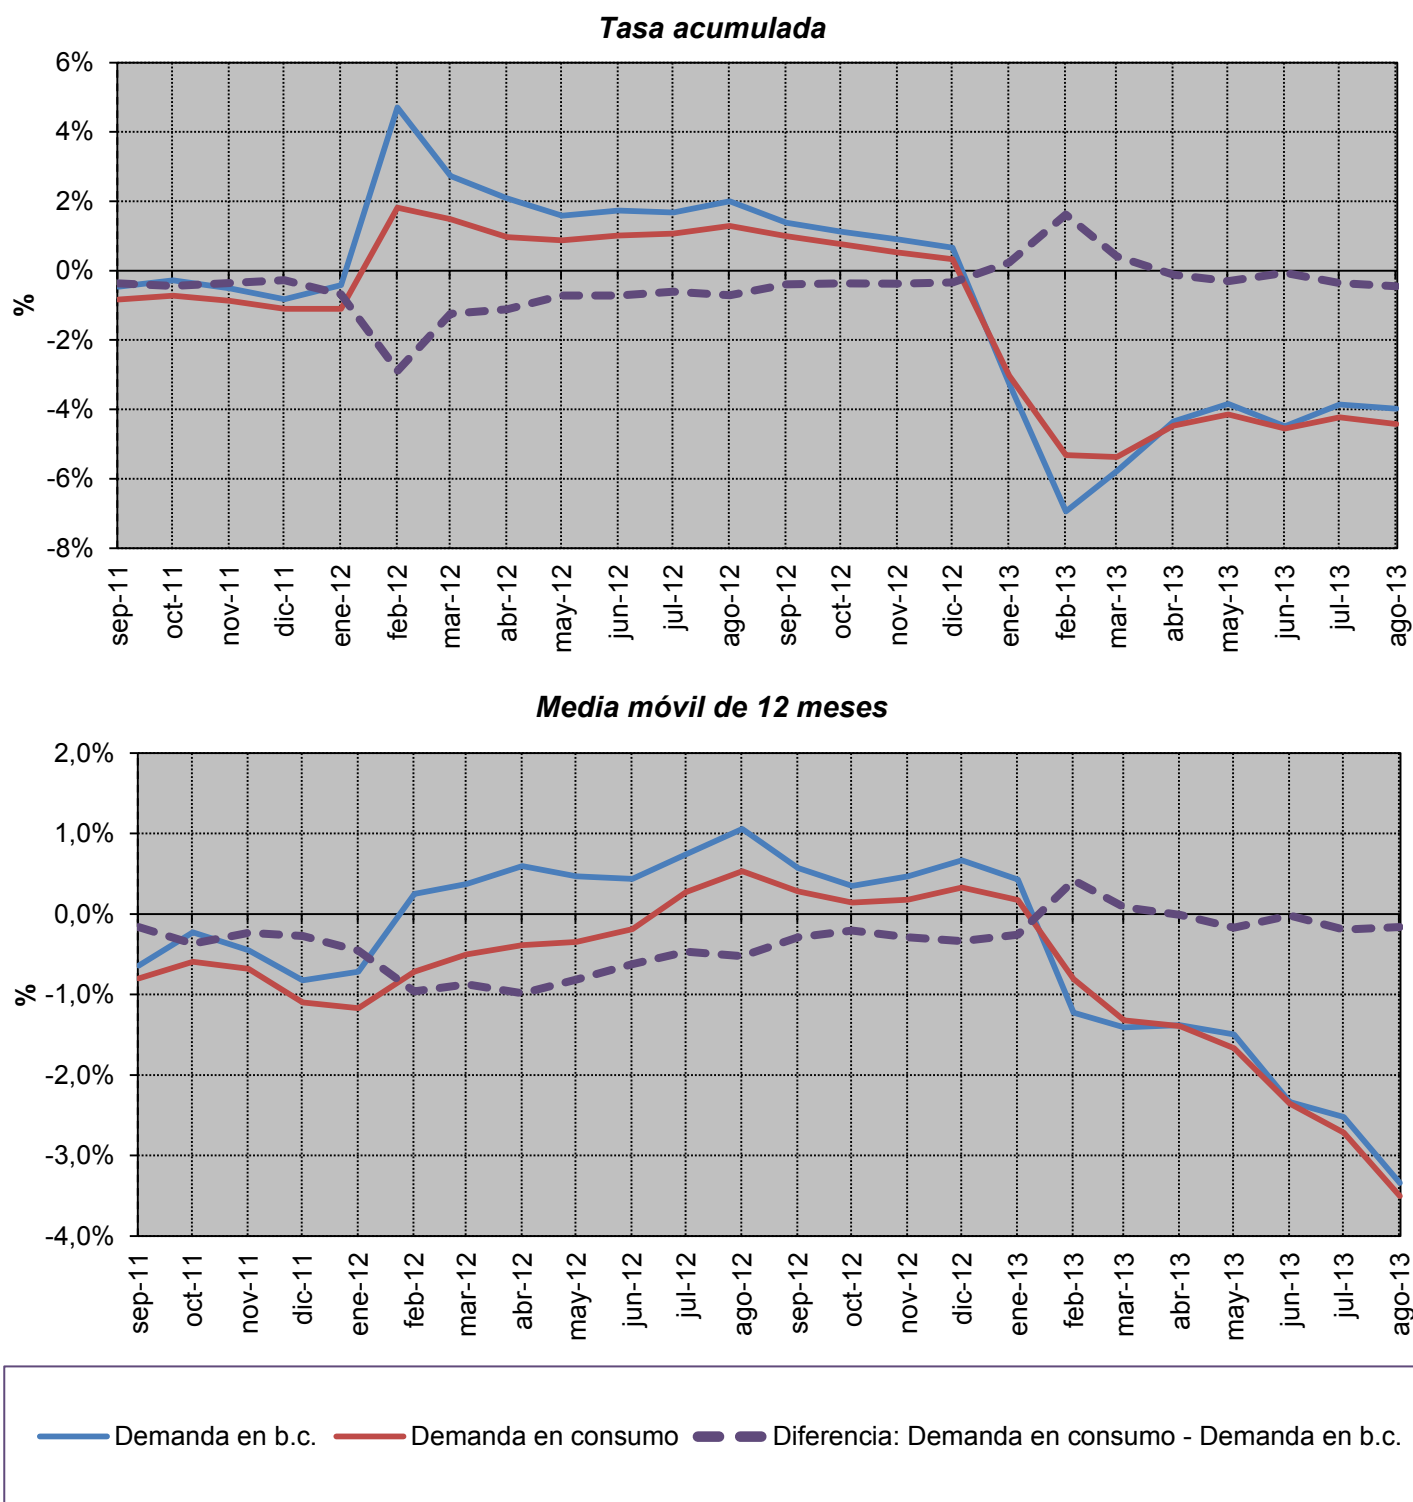 Tasa acumulada
6%
4%
2%
0%
-2%
-4%
-6%
-8%
%
sep-11
oct-11
nov-11
dic-11
ene-12
feb-12
mar-12
abr-12
may-12
jun-12
jul-12
ago-12
sep-12
oct-12
nov-12
dic-12
ene-13
feb-13
mar-13
abr-13
may-13
jun-13
jul-13
ago-13
Media móvil de 12 meses
2,0%
1,0%
0,0%
-1,0%
-2,0%
-3,0%
-4,0%
%
sep-11
oct-11
nov-11
dic-11
ene-12
feb-12
mar-12
abr-12
may-12
jun-12
jul-12
ago-12
sep-12
oct-12
nov-12
dic-12
ene-13
feb-13
mar-13
abr-13
may-13
jun-13
jul-13
ago-13
Demanda en b.c. Demanda en consumo Diferencia: Demanda en consumo - Demanda en b.c.